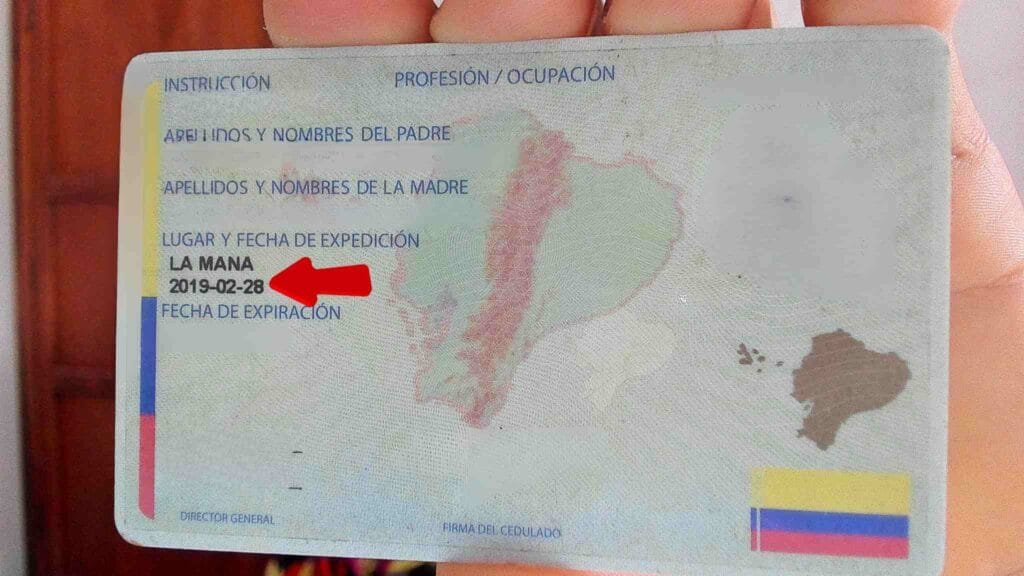 INSTRUCCIÓN PROFESIÓN / OCUPACIÓN
APELLIDOS Y NOMBRES DEL PADRE
APELLIDOS Y NOMBRES DE LA MADRE
LUGAR Y FECHA DE EXPEDICIÓN
LA MANA
2019-02-28
FECHA DE EXPIRACIÓN
DIRECTOR GENERAL FIRMA DEL CEDULADO